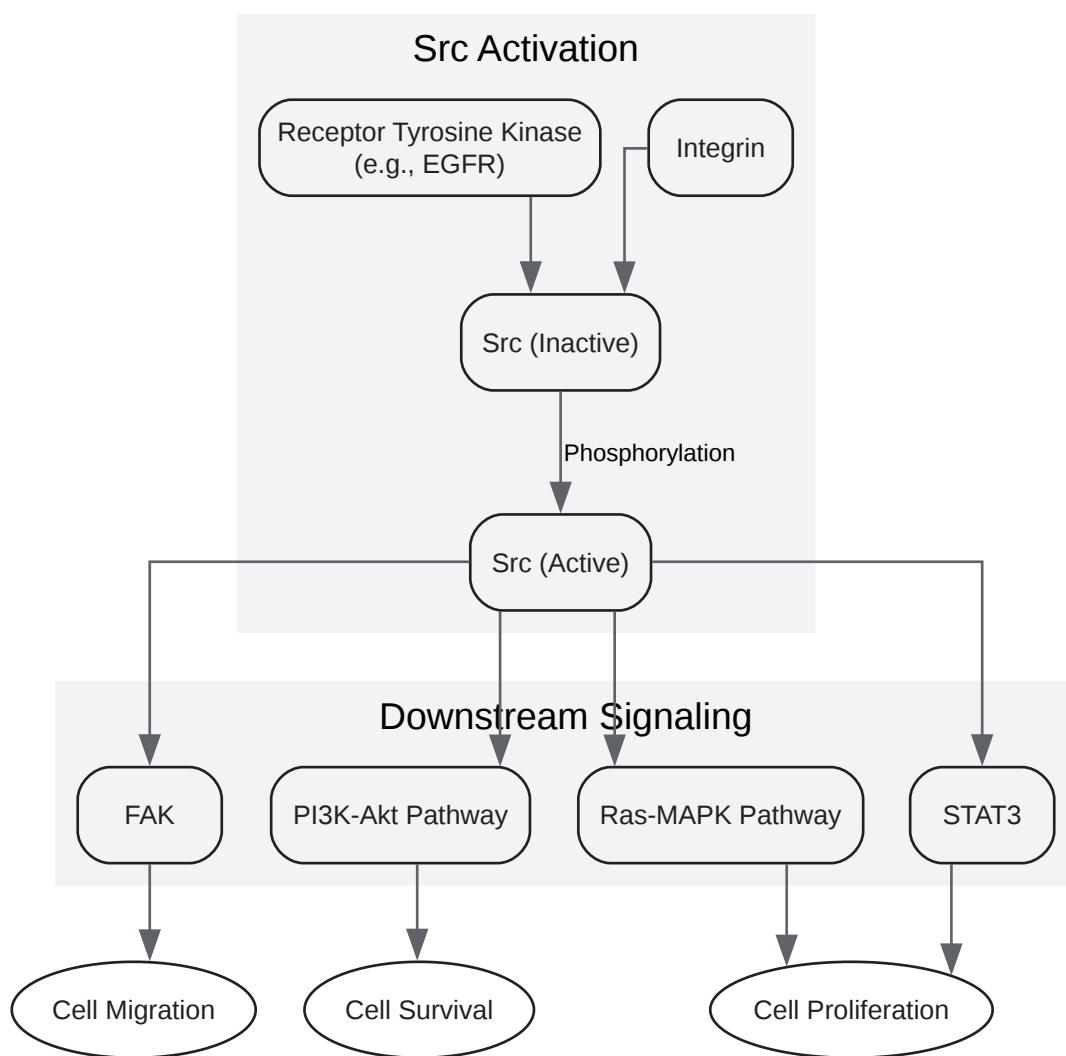 Src Activation
Receptor Tyrosine Kinase
(e.g., EGFR)
Integrin
Src (Inactive)
Phosphorylation
Src (Active)
Downstream Signaling
FAK
PI3K-Akt Pathway
Ras-MAPK Pathway
STAT3
Cell Migration
Cell Survival
Cell Proliferation